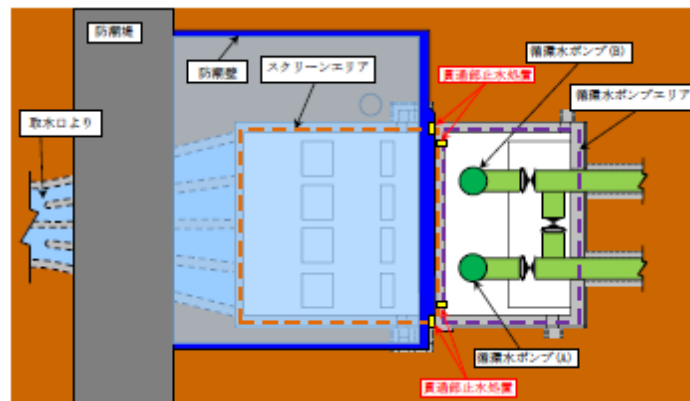 防潮堤
防潮壁
スクリーンエリア
貫通部止水処置
循環水ポンプ(B)
循環水ポンプエリア
取水口より
循環水ポンプ(A)
貫通部止水処置